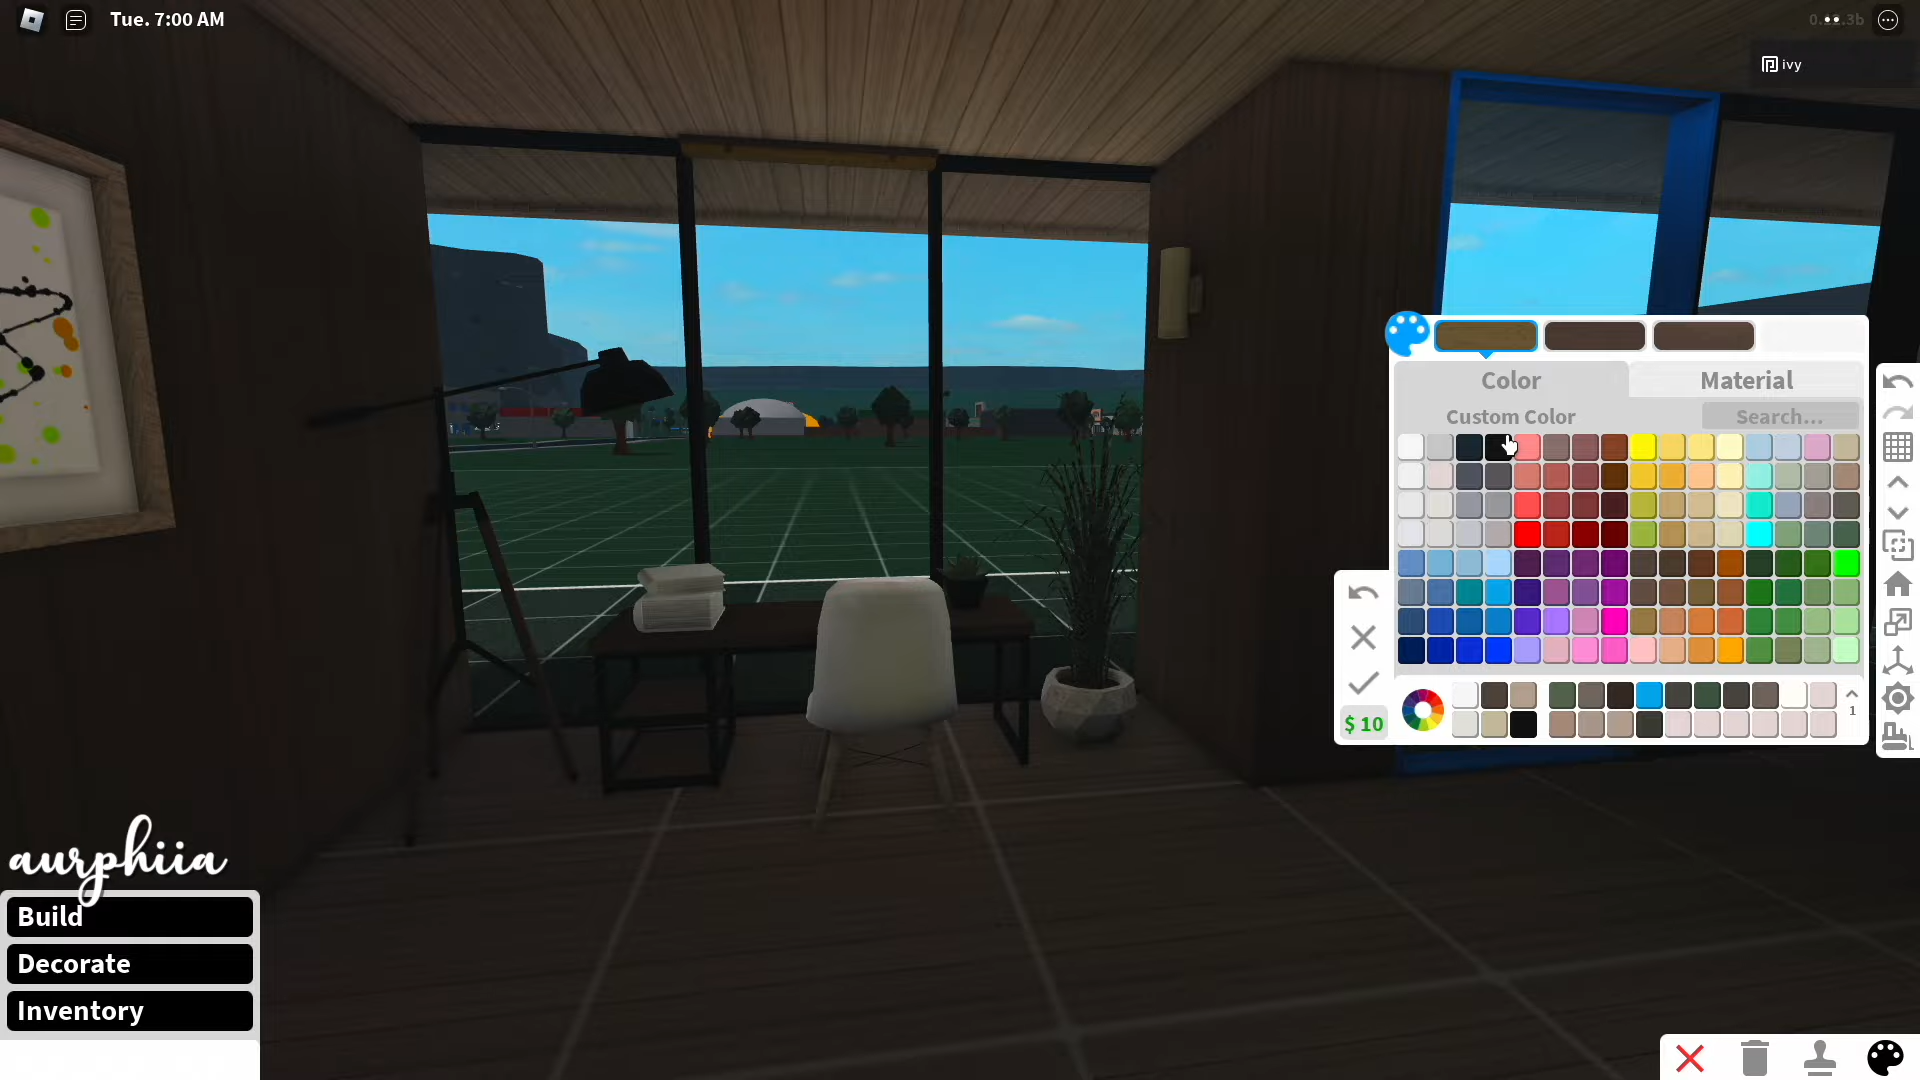 Tue. 7:00 AM
ivy
Color
Material
Custom Color
Search...
$ 10
1
aurphiia
Build
Decorate
Inventory